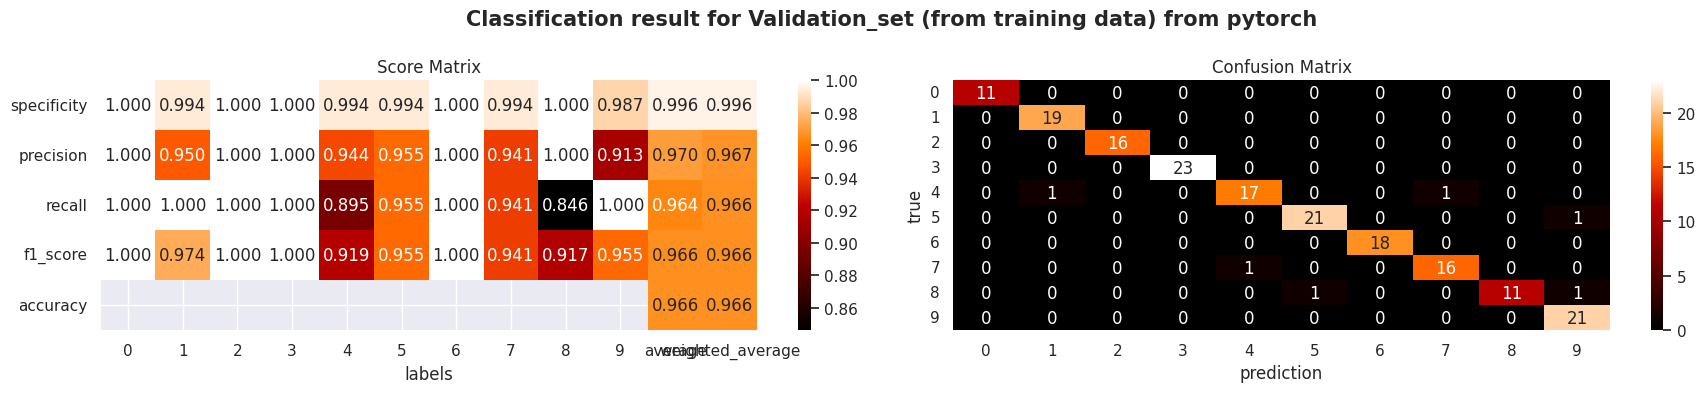 Classification result for Validation_set (from training data) from pytorch
Score Matrix
specificity 1.000 0.994 1.000 1.000 0.994 0.994 1.000 0.994 1.000 0.987 0.996 0.996
precision 1.000 0.950 1.000 1.000 0.944 0.955 1.000 0.941 1.000 0.913 0.970 0.967
recall 1.000 1.000 1.000 1.000 0.895 0.955 1.000 0.941 0.846 1.000 0.964 0.966
f1_score 1.000 0.974 1.000 1.000 0.919 0.955 1.000 0.941 0.917 0.955 0.966 0.966
accuracy 0.966 0.966
0 1 2 3 4 5 6 7 8 9 average weighted_average
labels
1.00
0.98
0.96
0.94
0.92
0.90
0.88
0.86
Confusion Matrix
true
0 11 0 0 0 0 0 0 0 0 0
1 0 19 0 0 0 0 0 0 0 0
2 0 0 16 0 0 0 0 0 0 0
3 0 0 0 23 0 0 0 0 0 0
4 0 1 0 0 17 0 0 1 0 0
5 0 0 0 0 0 21 0 0 0 1
6 0 0 0 0 0 0 18 0 0 0
7 0 0 0 0 1 0 0 16 0 0
8 0 0 0 0 0 1 0 0 11 1
9 0 0 0 0 0 0 0 0 0 21
0 1 2 3 4 5 6 7 8 9
prediction
20
15
10
5
0